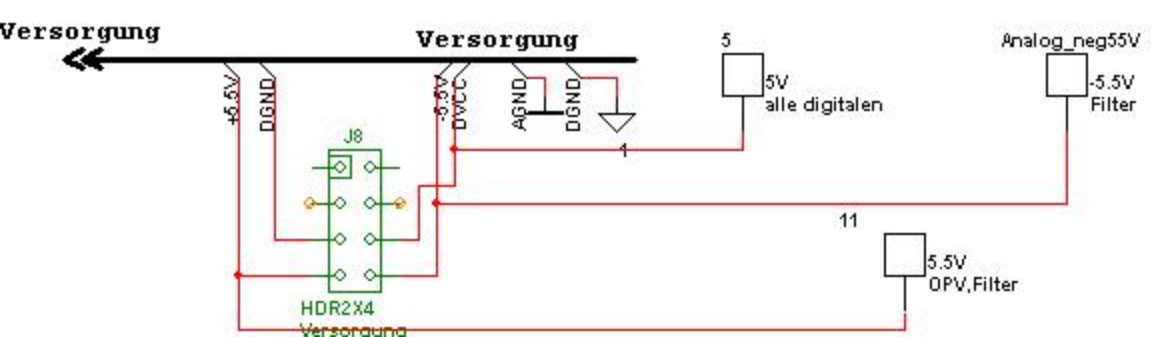 Versorgung
Versorgung
+5.5V
DGND
-5.5V
DVCC
AGND
DGND
5
5V
alle digitalen
Analog_neg55V
-5.5V
Filter
J8
1
11
5.5V
OPV,Filter
HDR2X4
Versorgung